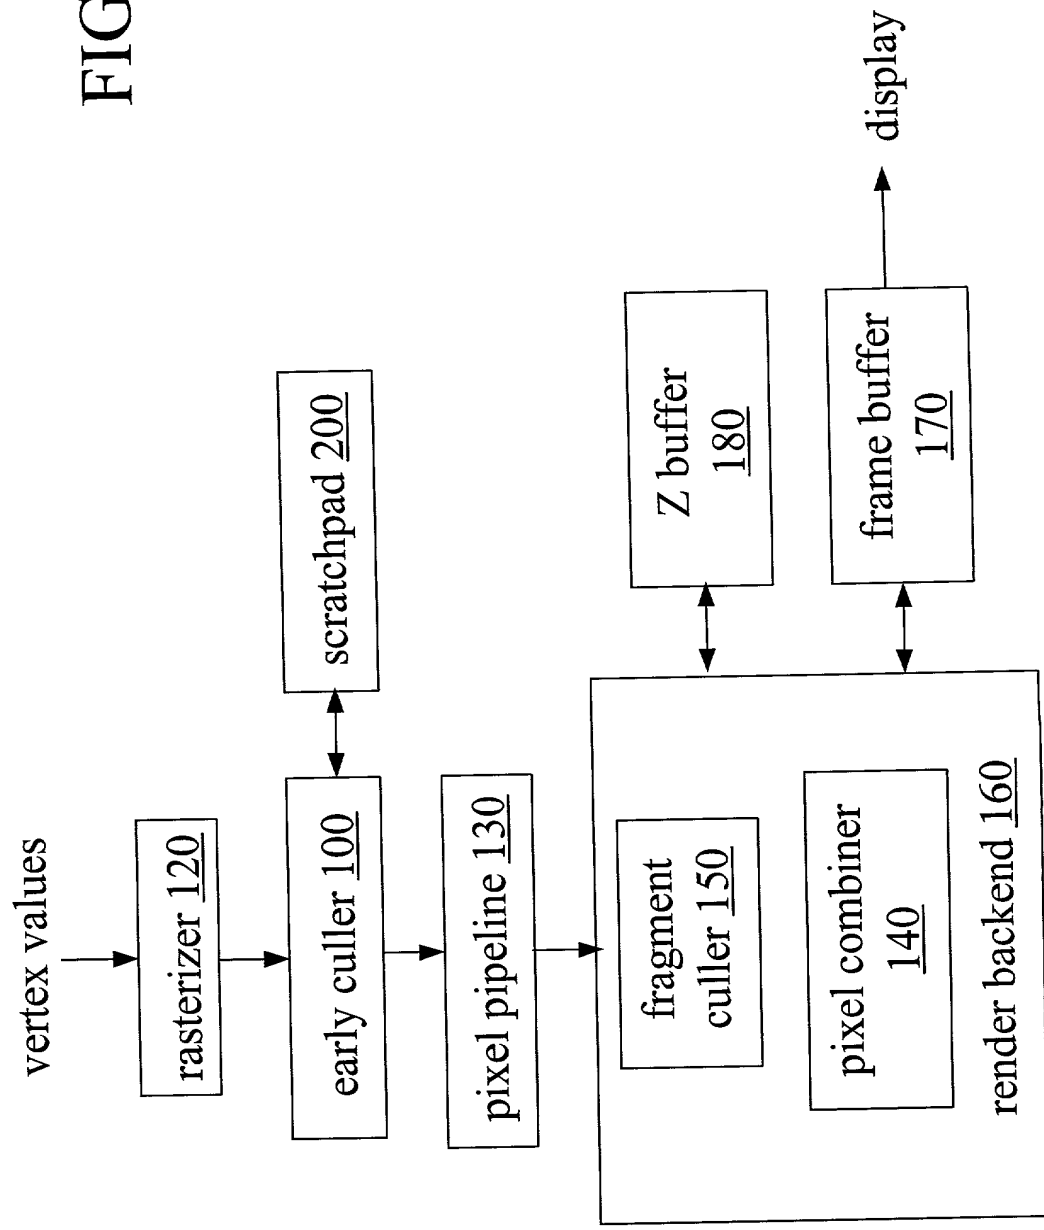 FIG
vertex values
rasterizer 120
early culler 100
scratchpad 200
pixel pipeline 130
fragment
culler 150
pixel combiner
140
render backend 160
Z buffer
180
frame buffer
170
display